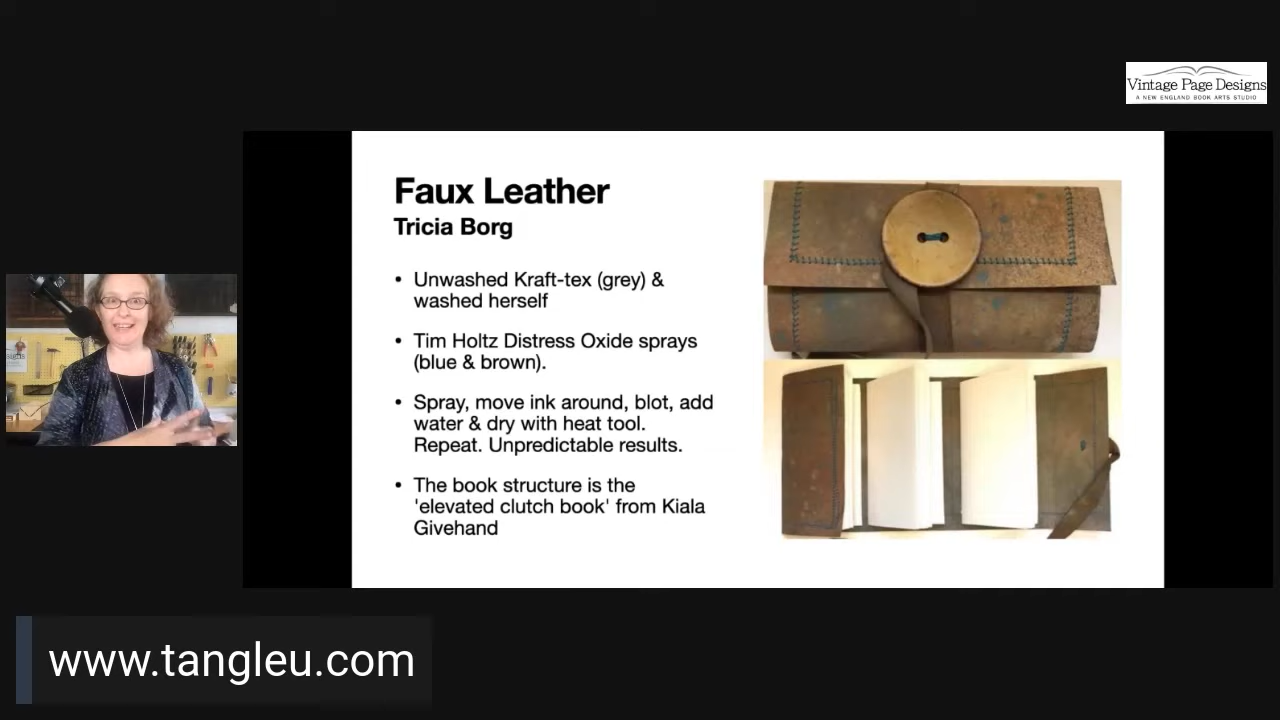 Vintage Page Designs
A NEW ENGLAND BOOK ARTS STUDIO
Faux Leather
Tricia Borg
• Unwashed Kraft-tex (grey) &
washed herself
• Tim Holtz Distress Oxide sprays
(blue & brown).
• Spray, move ink around, blot, add
water & dry with heat tool.
Repeat. Unpredictable results.
• The book structure is the
'elevated clutch book' from Kiala
Givehand
www.tangleu.com